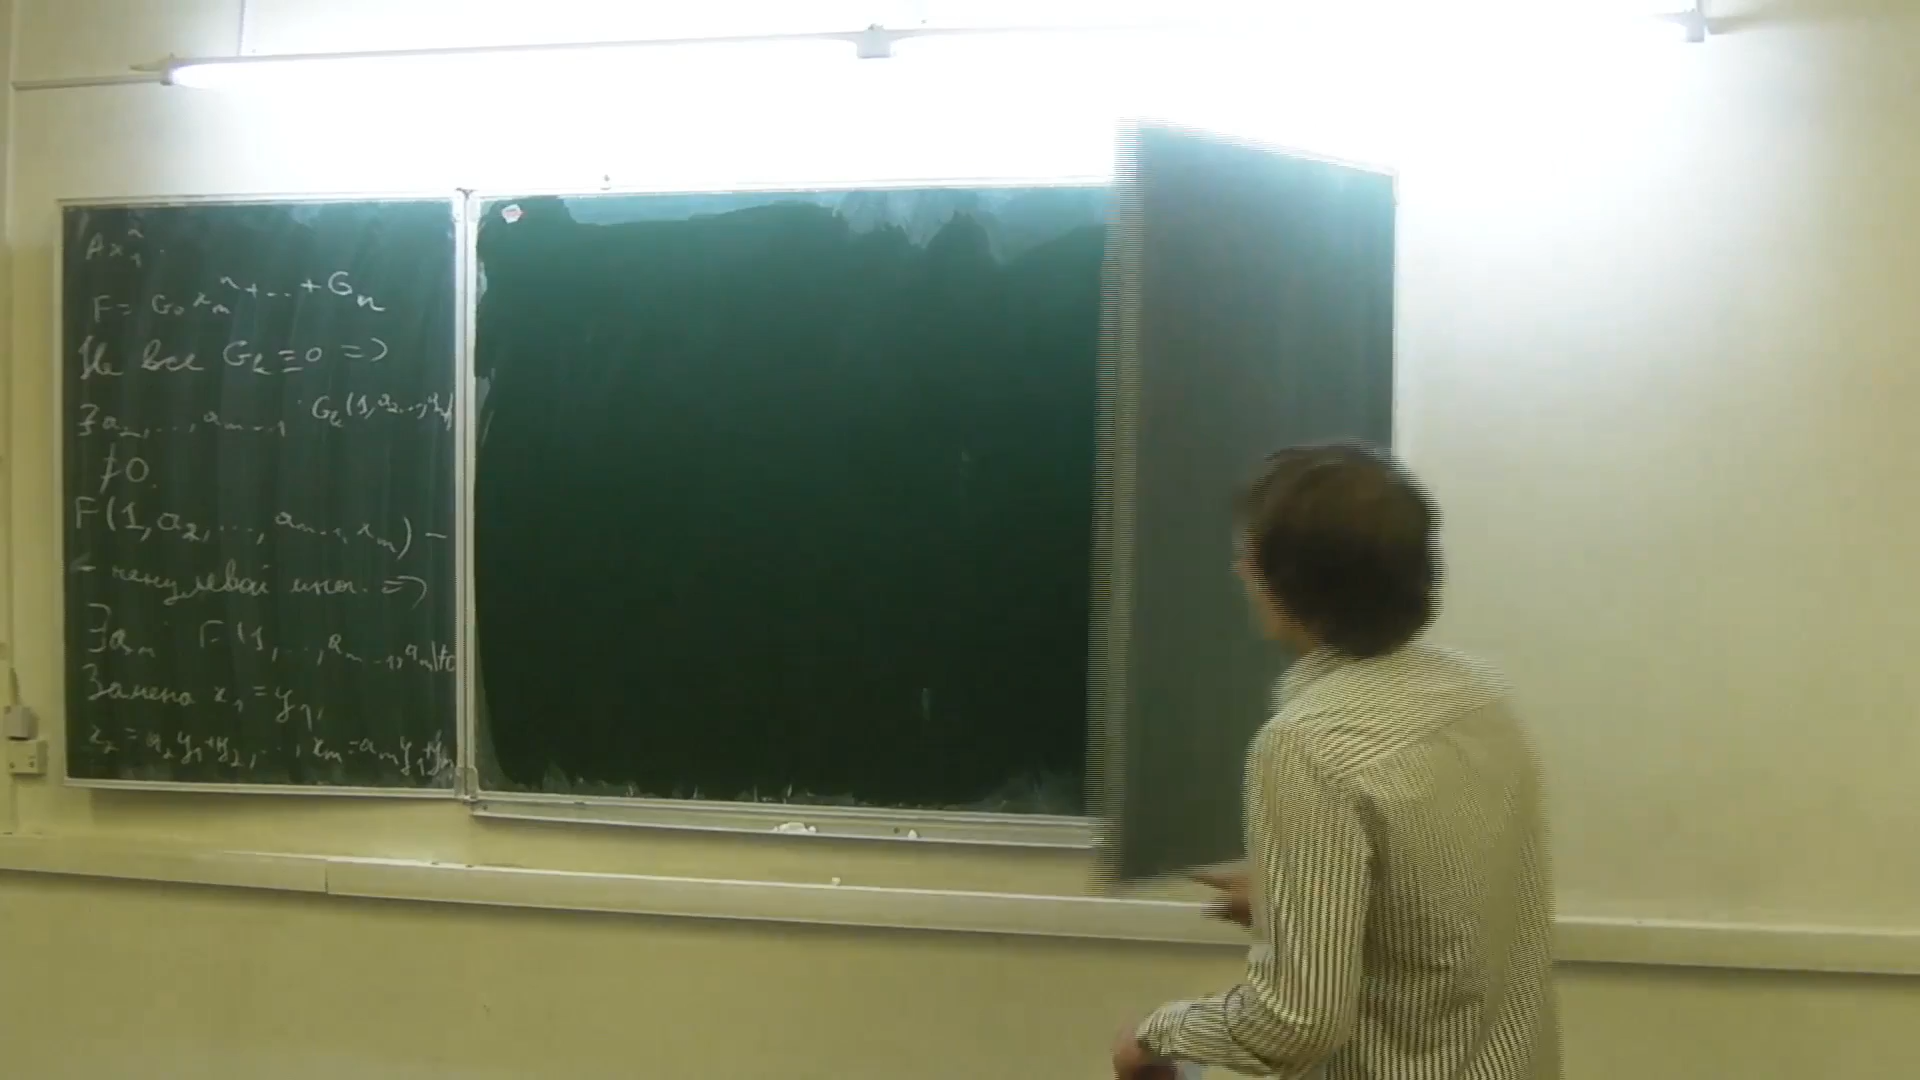 Ax₁ⁿ.
F = G₀xₘⁿ + ... + Gₙ
Не все Gₖ ≡ 0 =>
∃a₂, ..., aₘ₋₁ : Gₖ(1, a₂, ...,
≠0.
F(1, a₂, ..., aₘ₋₁, xₘ) –
– ненулевой мног. =>
∃aₘ : F(1, ..., aₘ₋₁, aₘ)≠0
Замена x₁ = y₁,
x₂ = a₂y₁+y₂, ..., xₘ = aₘy₁+yₘ